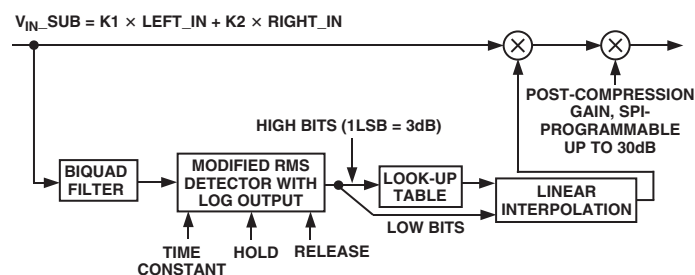 VIN_SUB = K1 × LEFT_IN + K2 × RIGHT_IN
POST-COMPRESSION
GAIN, SPI-
PROGRAMMABLE
UP TO 30dB
HIGH BITS (1LSB = 3dB)
BIQUAD
FILTER
MODIFIED RMS
DETECTOR WITH
LOG OUTPUT
LOOK-UP
TABLE
LINEAR
INTERPOLATION
LOW BITS
TIME
CONSTANT
HOLD
RELEASE